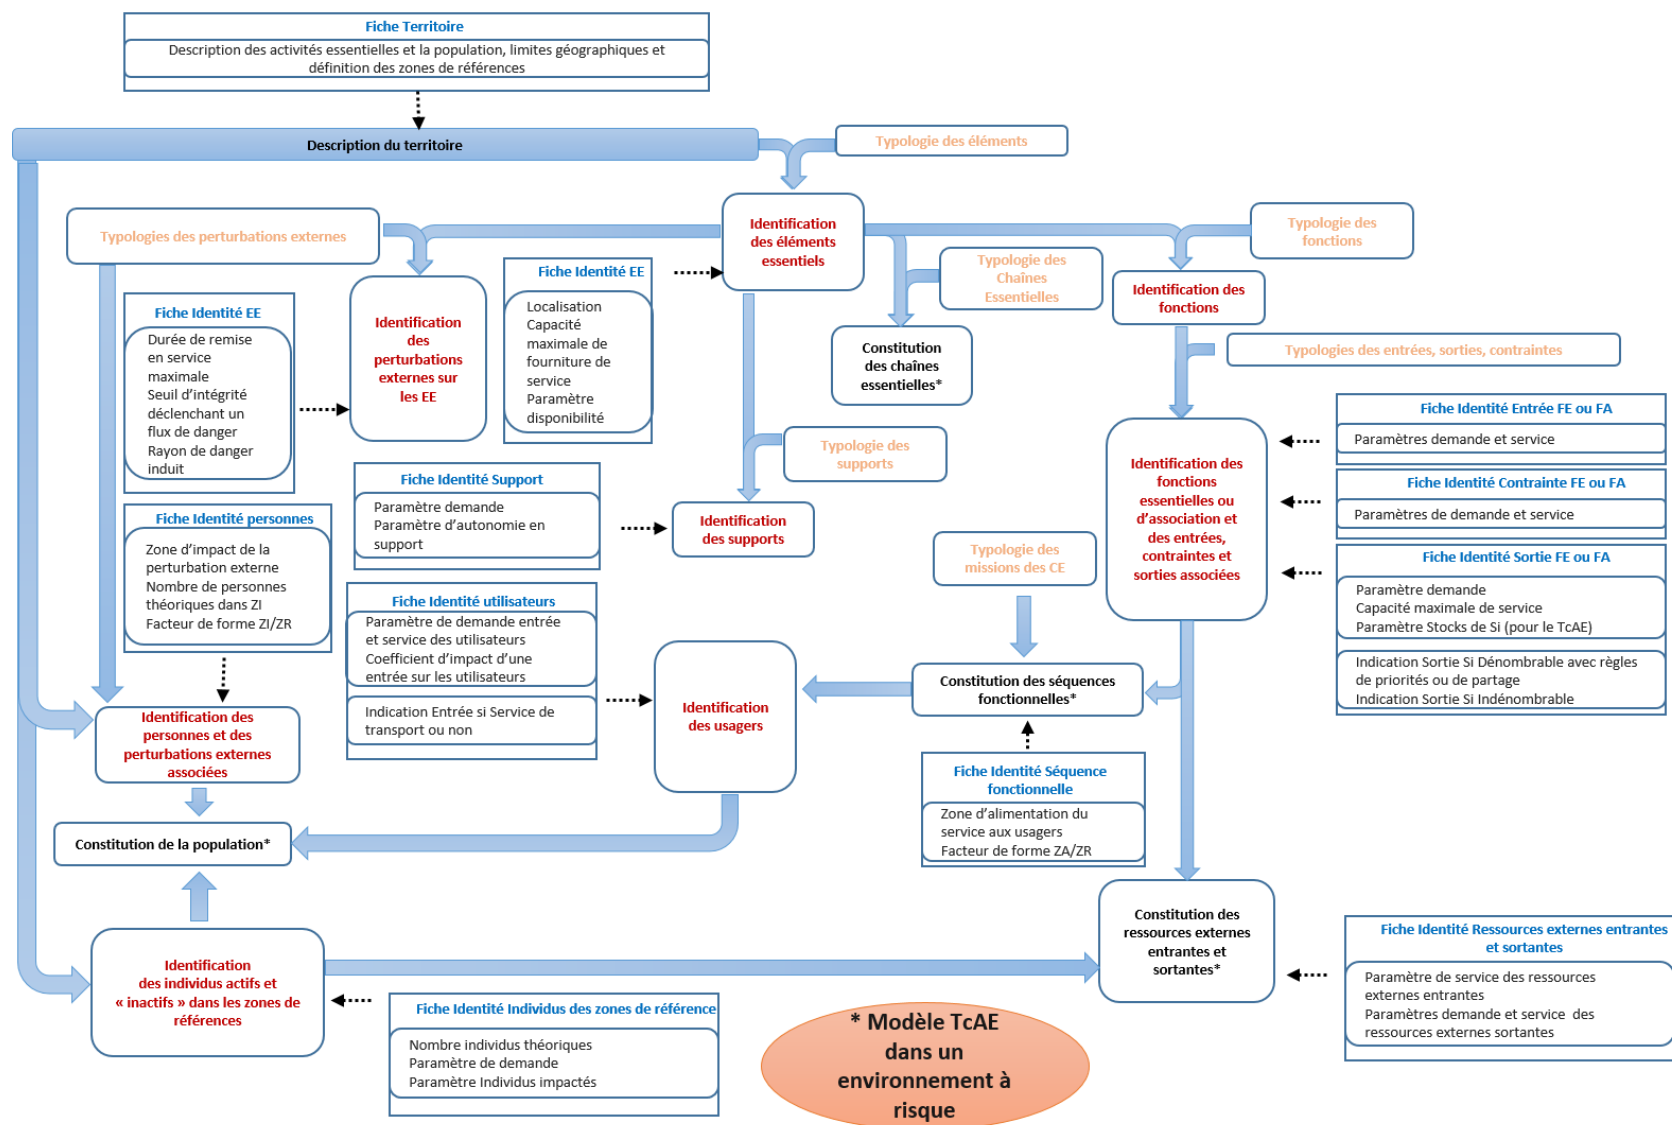 Fiche Territoire
Description des activités essentielles et la population, limites géographiques et
définition des zones de références
Description du territoire
Typologie des éléments
Typologies des perturbations externes
Identification
des éléments
essentiels
Typologie des
fonctions
Typologie des
Chaînes
Essentielles
Identification des
fonctions
Fiche Identité EE
Localisation
Capacité
maximale de
fourniture de
service
Paramètre
disponibilité
Fiche Identité EE
Durée de remise
en service
maximale
Seuil d'intégrité
déclenchant un
flux de danger
Rayon de danger
induit
Identification
des
perturbations
externes sur
les EE
Constitution
des chaînes
essentielles*
Typologies des entrées, sorties, contraintes
Typologie des
supports
Fiche Identité Entrée FE ou FA
Paramètres demande et service
Fiche Identité Contrainte FE ou FA
Paramètres de demande et service
Identification des
fonctions
essentielles ou
d'association et
des entrées,
contraintes et
sorties associées
Fiche Identité Support
Paramètre demande
Paramètre d'autonomie en
support
Identification
des supports
Fiche Identité personnes
Zone d'impact de la
perturbation externe
Nombre de personnes
théoriques dans ZI
Facteur de forme ZI/ZR
Typologie des
missions des CE
Fiche Identité Sortie FE ou FA
Paramètre demande
Capacité maximale de service
Paramètre Stocks de Si (pour le TcAE)
Indication Sortie Si Dénombrable avec règles
de priorités ou de partage
Indication Sortie Si Indénombrable
Fiche Identité utilisateurs
Paramètre de demande entrée
et service des utilisateurs
Coefficient d'impact d'une
entrée sur les utilisateurs
Indication Entrée si Service de
transport ou non
Identification
des usagers
Constitution des séquences
fonctionnelles*
Identification des
personnes et des
perturbations externes
associées
Fiche Identité Séquence
fonctionnelle
Zone d'alimentation du
service aux usagers
Facteur de forme ZA/ZR
Constitution de la population*
Constitution des
ressources externes
entrantes et
sortantes*
Fiche Identité Ressources externes entrantes
et sortantes
Paramètre de service des ressources
externes entrantes
Paramètres demande et service  des
ressources externes sortantes
Identification
des individus actifs et
« inactifs » dans les zones de
références
Fiche Identité Individus des zones de référence
Nombre individus théoriques
Paramètre de demande
Paramètre Individus impactés
* Modèle TcAE
dans un
environnement à
risque